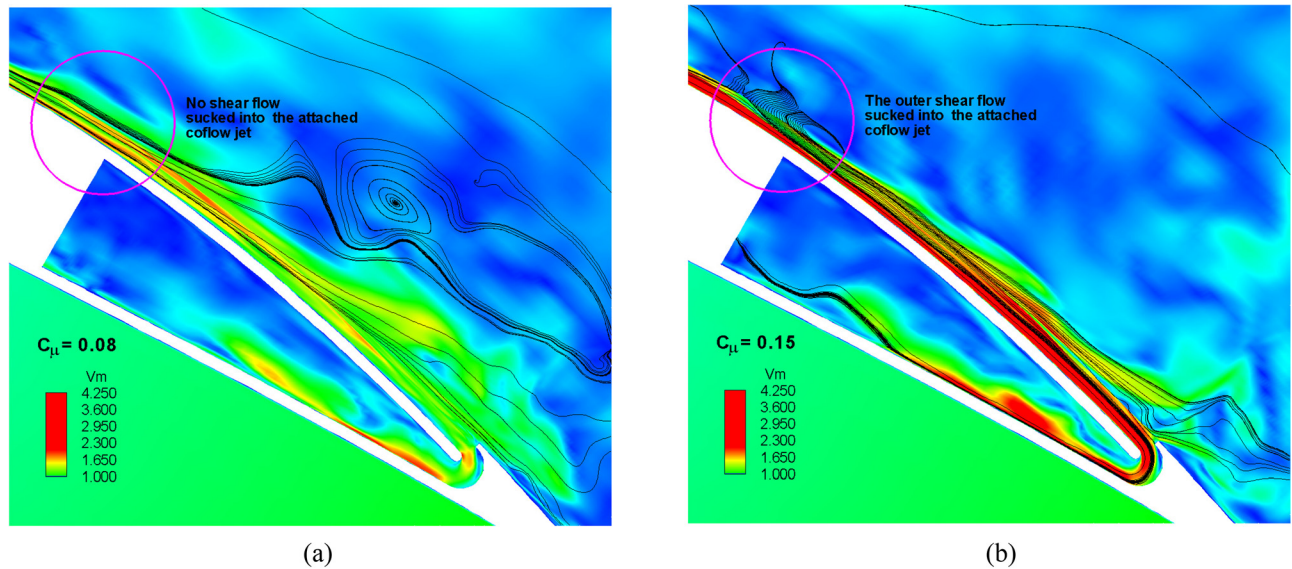 No shear flow
sucked into the attached
coflow jet
Cμ = 0.08
Vm
4.250
3.600
2.950
2.300
1.650
1.000
(a)
The outer shear flow
sucked into the attached
coflow jet
Cμ = 0.15
Vm
4.250
3.600
2.950
2.300
1.650
1.000
(b)